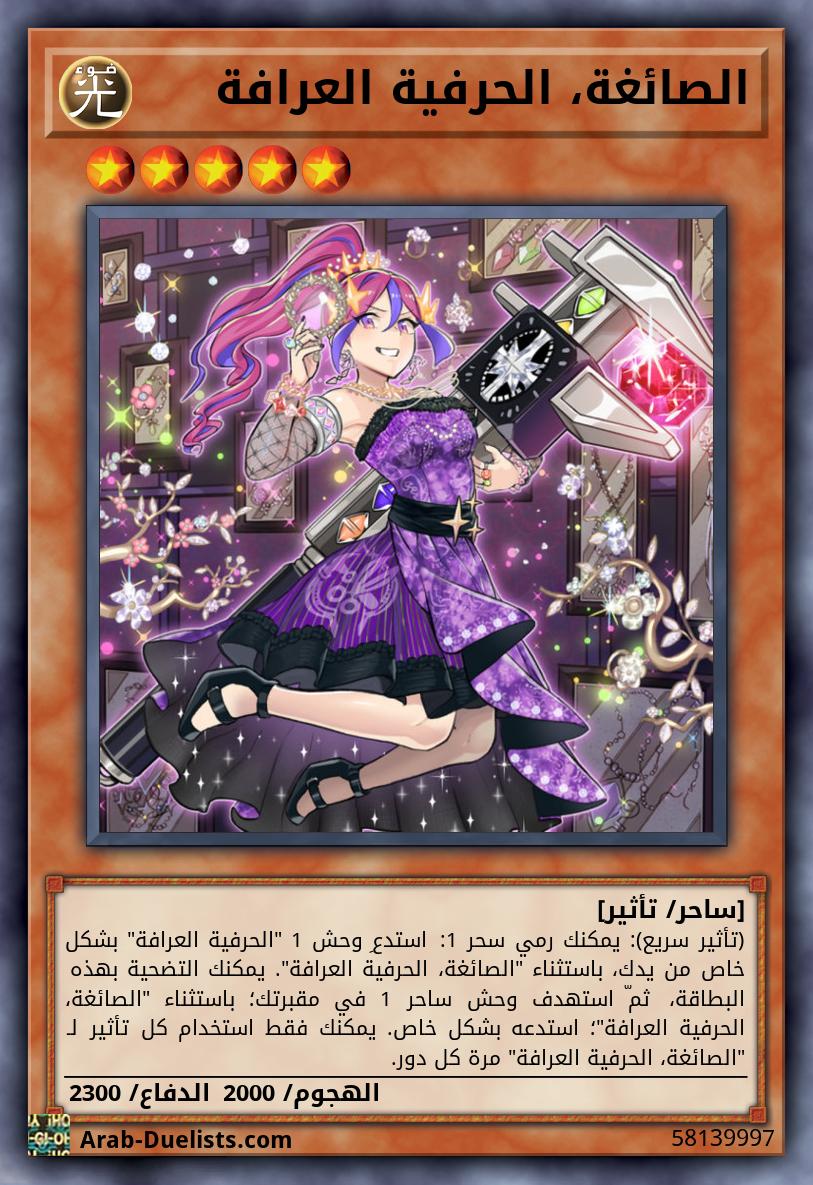 الصائغة، الحرفية العرافة
ضوء
光
[ساحر/ تأثير]
(تأثير سريع): يمكنك رمي سحر 1: استدعِ وحش 1 "الحرفية العرافة" بشكل
خاص من يدك، باستثناء "الصائغة، الحرفية العرافة". يمكنك التضحية بهذه
البطاقة، ثمّ استهدف وحش ساحر 1 في مقبرتك؛ باستثناء "الصائغة،
الحرفية العرافة"؛ استدعه بشكل خاص. يمكنك فقط استخدام كل تأثير لـ
"الصائغة، الحرفية العرافة" مرة كل دور.
الهجوم/ 2000 الدفاع/ 2300
Arab-Duelists.com
58139997